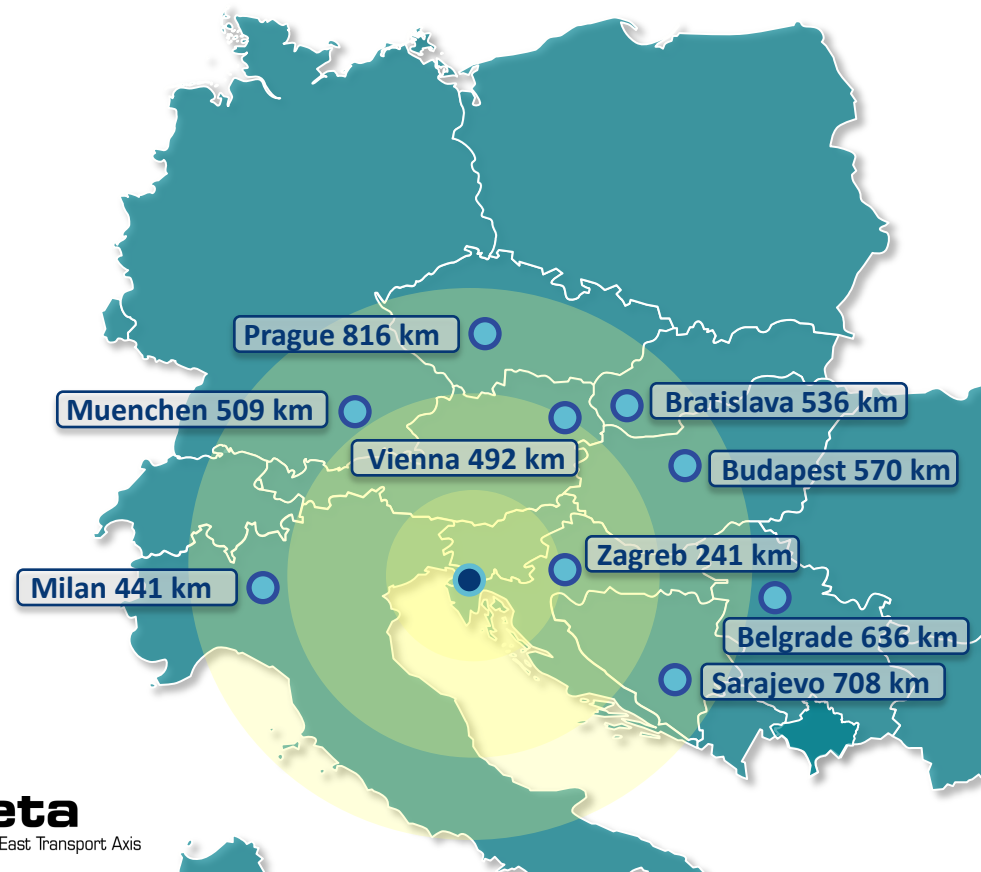 Prague 816 km
Muenchen 509 km
Bratislava 536 km
Vienna 492 km
Budapest 570 km
Zagreb 241 km
Milan 441 km
Belgrade 636 km
Sarajevo 708 km
eta
East Transport Axis